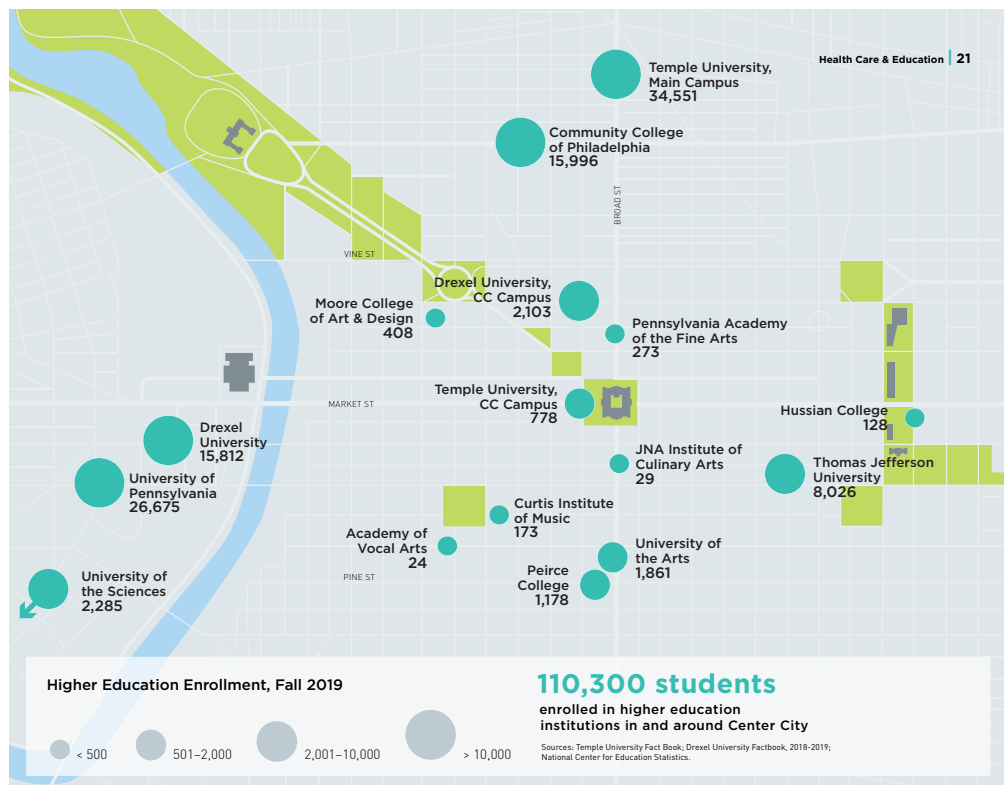 Health Care & Education | 21
Temple University,
Main Campus
34,551
Community College
of Philadelphia
15,996
BROAD ST
VINE ST
Drexel University,
CC Campus
2,103
Moore College
of Art & Design
408
Pennsylvania Academy
of the Fine Arts
273
Temple University,
CC Campus
778
MARKET ST
Hussian College
128
Drexel
University
15,812
JNA Institute of
Culinary Arts
29
Thomas Jefferson
University
8,026
University of
Pennsylvania
26,675
Curtis Institute
of Music
173
Academy of
Vocal Arts
24
University of
the Arts
1,861
PINE ST
Peirce
College
1,178
University of
the Sciences
2,285
Higher Education Enrollment, Fall 2019
< 500
501–2,000
2,001–10,000
> 10,000
110,300 students
enrolled in higher education
institutions in and around Center City
Sources: Temple University Fact Book; Drexel University Factbook, 2018-2019;
National Center for Education Statistics.